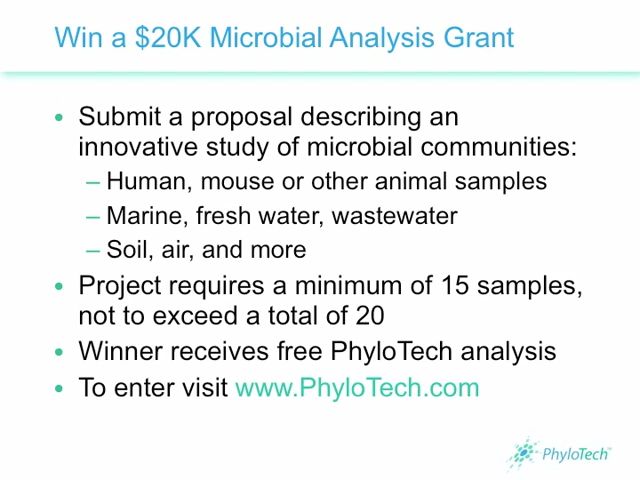 Win a $20K Microbial Analysis Grant
• Submit a proposal describing an
innovative study of microbial communities:
– Human, mouse or other animal samples
– Marine, fresh water, wastewater
– Soil, air, and more
• Project requires a minimum of 15 samples,
not to exceed a total of 20
• Winner receives free PhyloTech analysis
• To enter visit www.PhyloTech.com
PhyloTech™